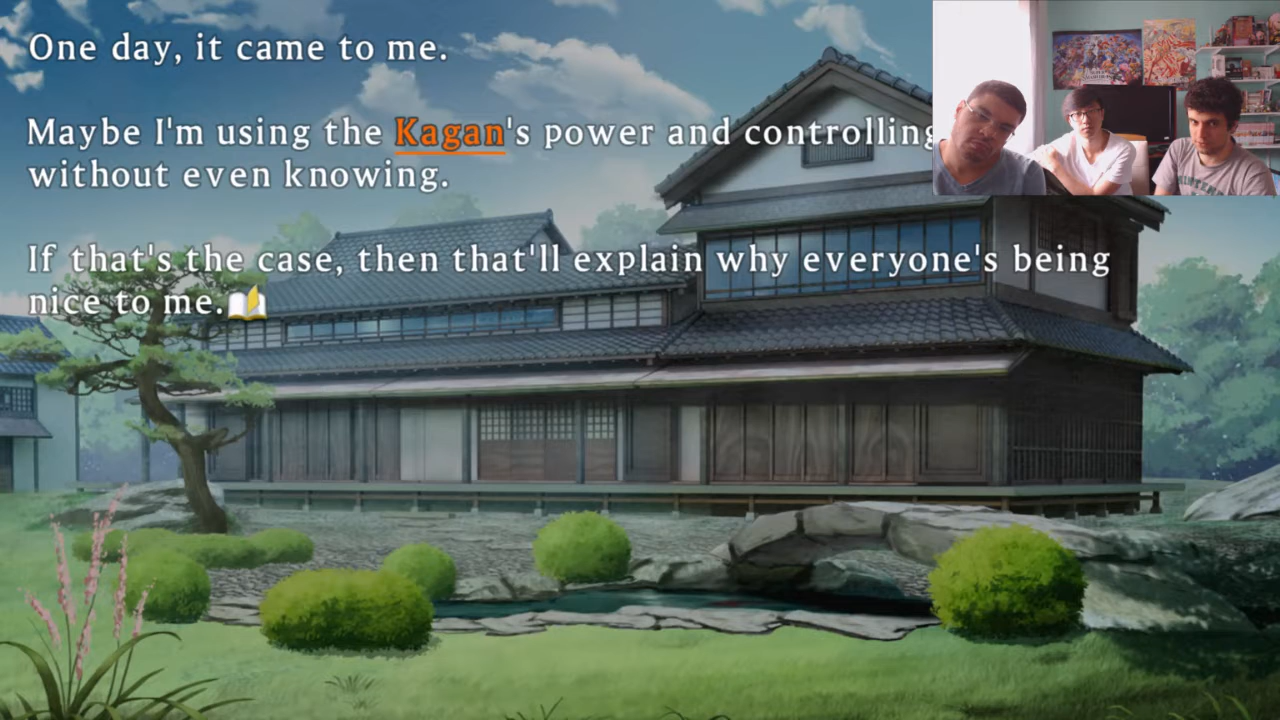 One day, it came to me.
Maybe I'm using the Kagan's power and controlling
without even knowing.
If that's the case, then that'll explain why everyone's being
nice to me.